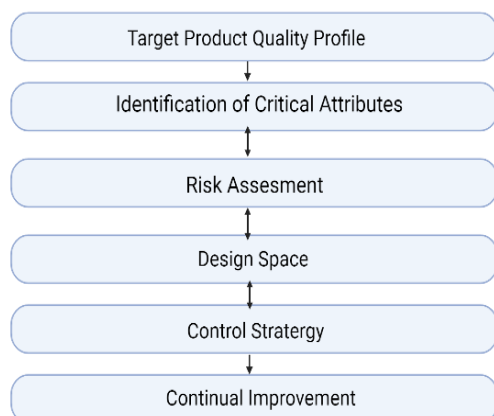 Target Product Quality Profile
Identification of Critical Attributes
Risk Assesment
Design Space
Control Stratergy
Continual Improvement